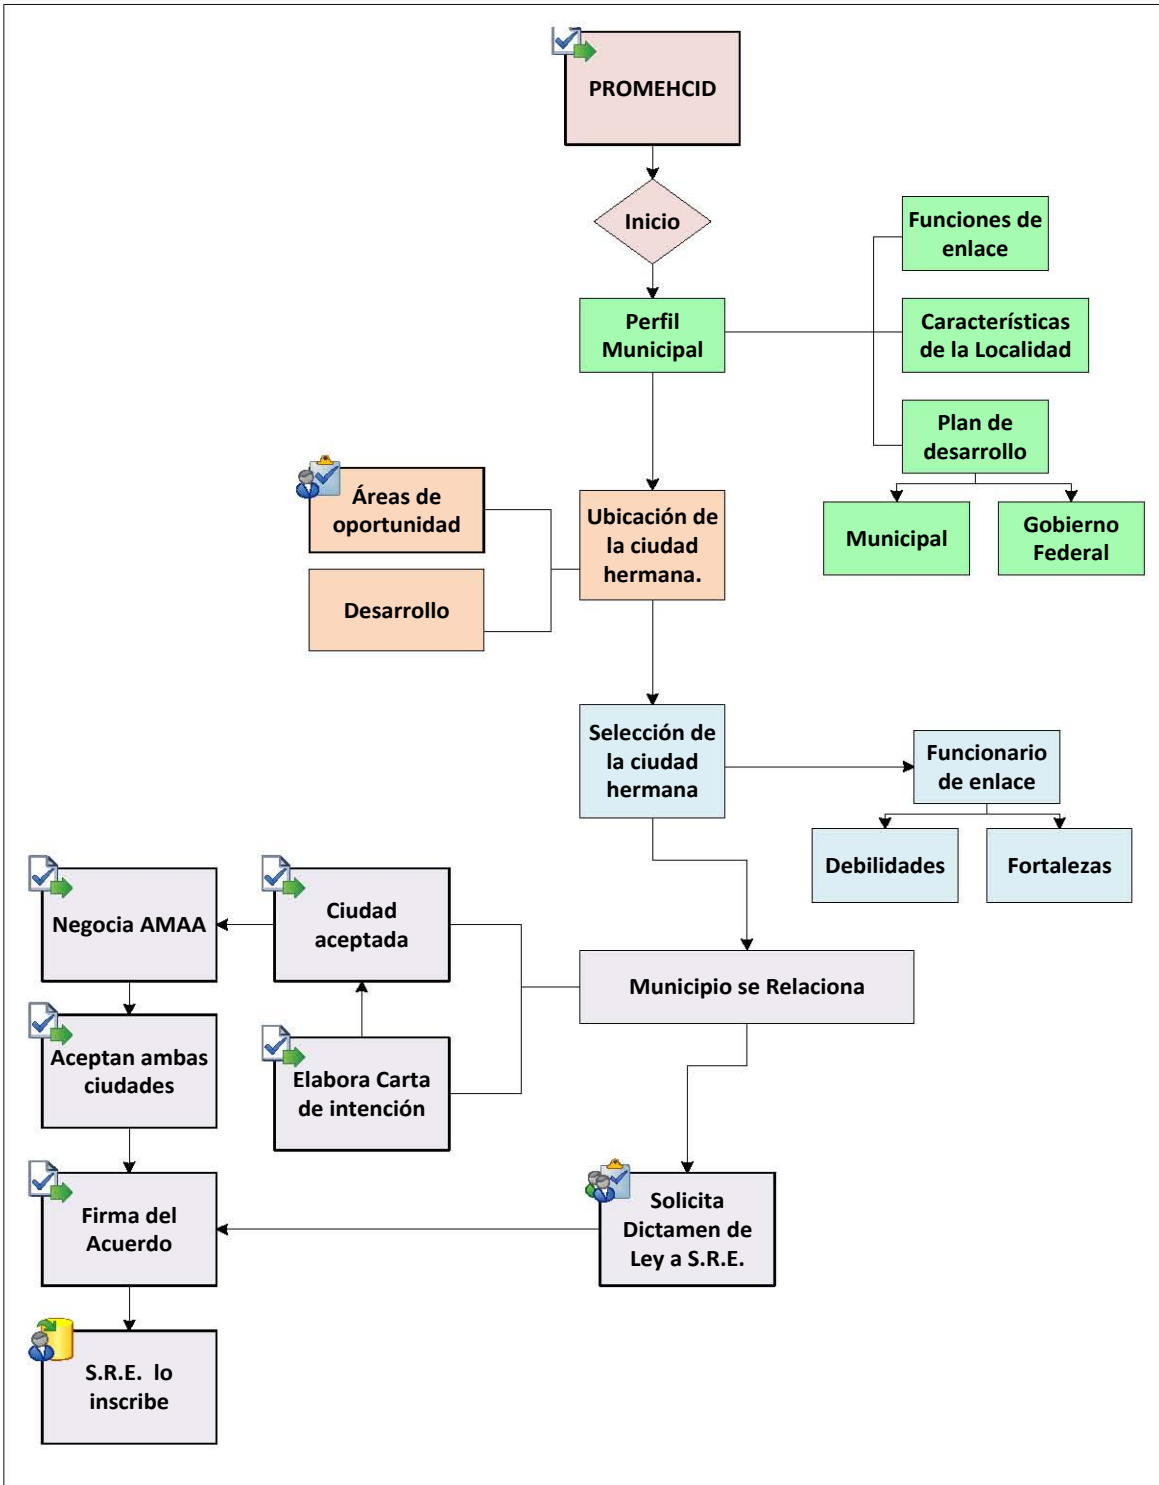 PROMEHCID
Inicio
Funciones de
enlace
Perfil
Municipal
Características
de la Localidad
Plan de
desarrollo
Municipal
Gobierno
Federal
Áreas de
oportunidad
Desarrollo
Ubicación de
la ciudad
hermana.
Selección de
la ciudad
hermana
Funcionario
de enlace
Debilidades
Fortalezas
Negocia AMAA
Ciudad
aceptada
Municipio se Relaciona
Aceptan ambas
ciudades
Elabora Carta
de intención
Firma del
Acuerdo
Solicita
Dictamen de
Ley a S.R.E.
S.R.E. lo
inscribe